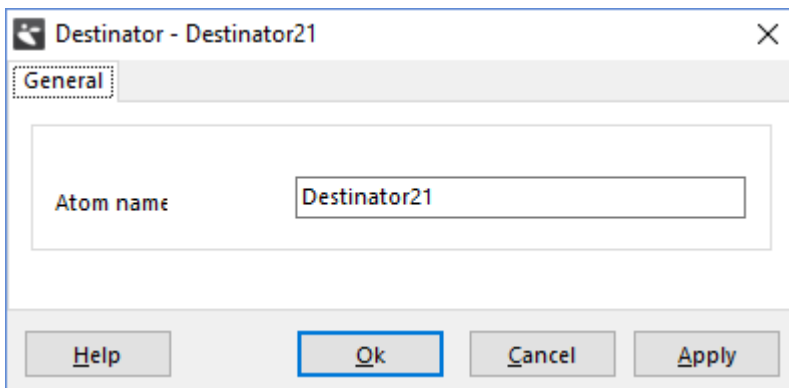 Destinator - Destinator21
General
Atom name
Destinator21
Help Ok Cancel Apply